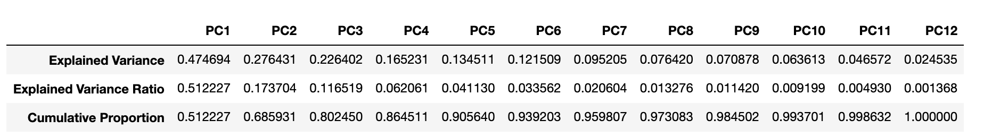 PC1 PC2 PC3 PC4 PC5 PC6 PC7 PC8 PC9 PC10 PC11 PC12
Explained Variance 0.474694 0.276431 0.226402 0.165231 0.134511 0.121509 0.095205 0.076420 0.070878 0.063613 0.046572 0.024535
Explained Variance Ratio 0.512227 0.173704 0.116519 0.062061 0.041130 0.033562 0.020604 0.013276 0.011420 0.009199 0.004930 0.001368
Cumulative Proportion 0.512227 0.685931 0.802450 0.864511 0.905640 0.939203 0.959807 0.973083 0.984502 0.993701 0.998632 1.000000